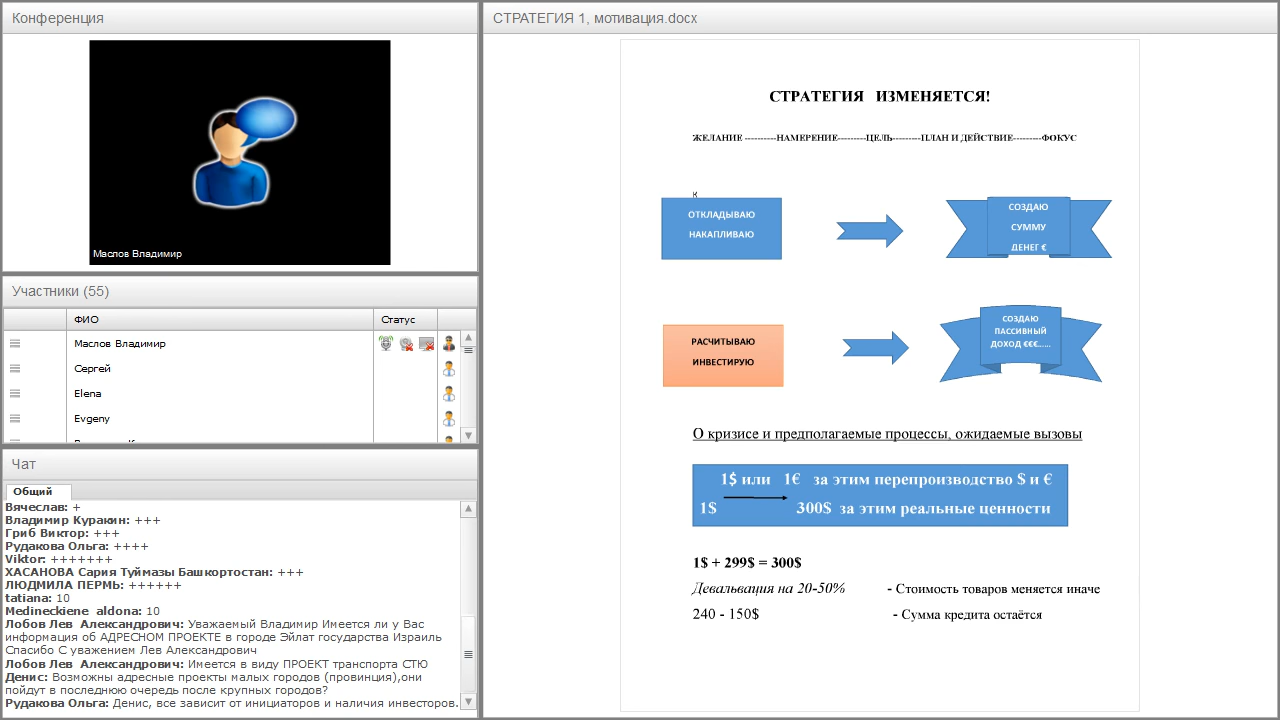 Конференция
Маслов Владимир
Участники (55)
ФИО
Статус
Маслов Владимир
Сергей
Elena
Evgeny
Чат
Общий
Вячеслав: +
Владимир Куракин: +++
Гриб Виктор: +++
Рудакова Ольга: ++++
Viktor: +++++++
ХАСАНОВА Сария Туймазы Башкортостан: +++
ЛЮДМИЛА ПЕРМЬ: ++++++
tatiana: 10
Medineckiene aldona: 10
Лобов Лев Александрович: Уважаемый Владимир Имеется ли у Вас
информация об АДРЕСНОМ ПРОЕКТЕ в городе Эйлат государства Израиль
Спасибо С уважением Лев Александрович
Лобов Лев Александрович: Имеется в виду ПРОЕКТ транспорта СТЮ
Денис: Возможны адресные проекты малых городов (провинция),они
пойдут в последнюю очередь после крупных городов?
Рудакова Ольга: Денис, все зависит от инициаторов и наличия инвесторов.
СТРАТЕГИЯ 1, мотивация.docx
СТРАТЕГИЯ ИЗМЕНЯЕТСЯ!
ЖЕЛАНИЕ ----------НАМЕРЕНИЕ---------ЦЕЛЬ---------ПЛАН И ДЕЙСТВИЕ---------ФОКУС
К
ОТКЛАДЫВАЮ
НАКАПЛИВАЮ
СОЗДАЮ
СУММУ
ДЕНЕГ €
РАСЧИТЫВАЮ
ИНВЕСТИРУЮ
СОЗДАЮ
ПАССИВНЫЙ
ДОХОД €€€......
О кризисе и предполагаемые процессы, ожидаемые вызовы
1$ или 1€ за этим перепроизводство $ и €
1$ 300$ за этим реальные ценности
1$ + 299$ = 300$
Девальвация на 20-50% - Стоимость товаров меняется иначе
240 - 150$ - Сумма кредита остаётся